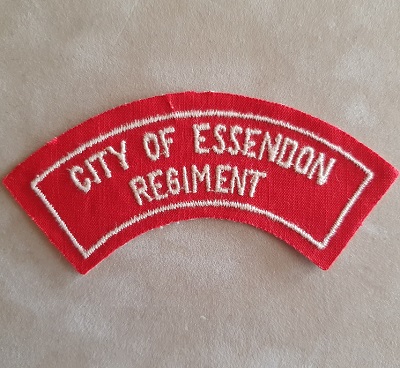 CITY OF ESSENDON
REGIMENT